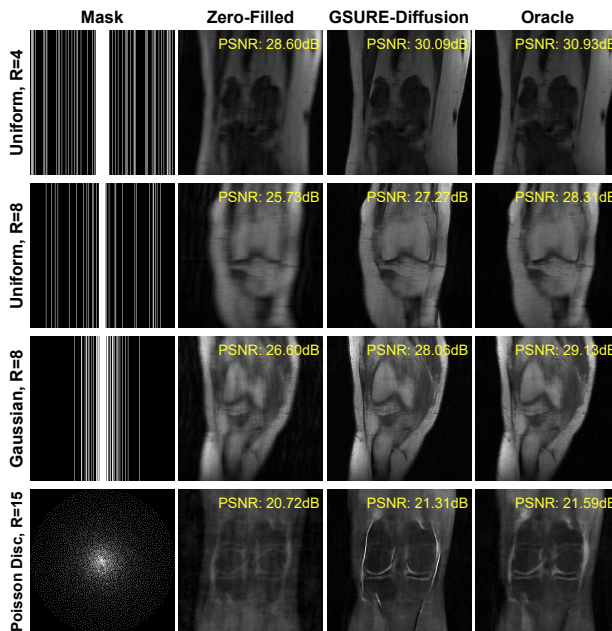 Mask Zero-Filled GSURE-Diffusion Oracle
Uniform, R=4
PSNR: 28.60dB PSNR: 30.09dB PSNR: 30.93dB
Uniform, R=8
PSNR: 25.73dB PSNR: 27.27dB PSNR: 28.31dB
Gaussian, R=8
PSNR: 26.60dB PSNR: 28.06dB PSNR: 29.13dB
Poisson Disc, R=15
PSNR: 20.72dB PSNR: 21.31dB PSNR: 21.59dB